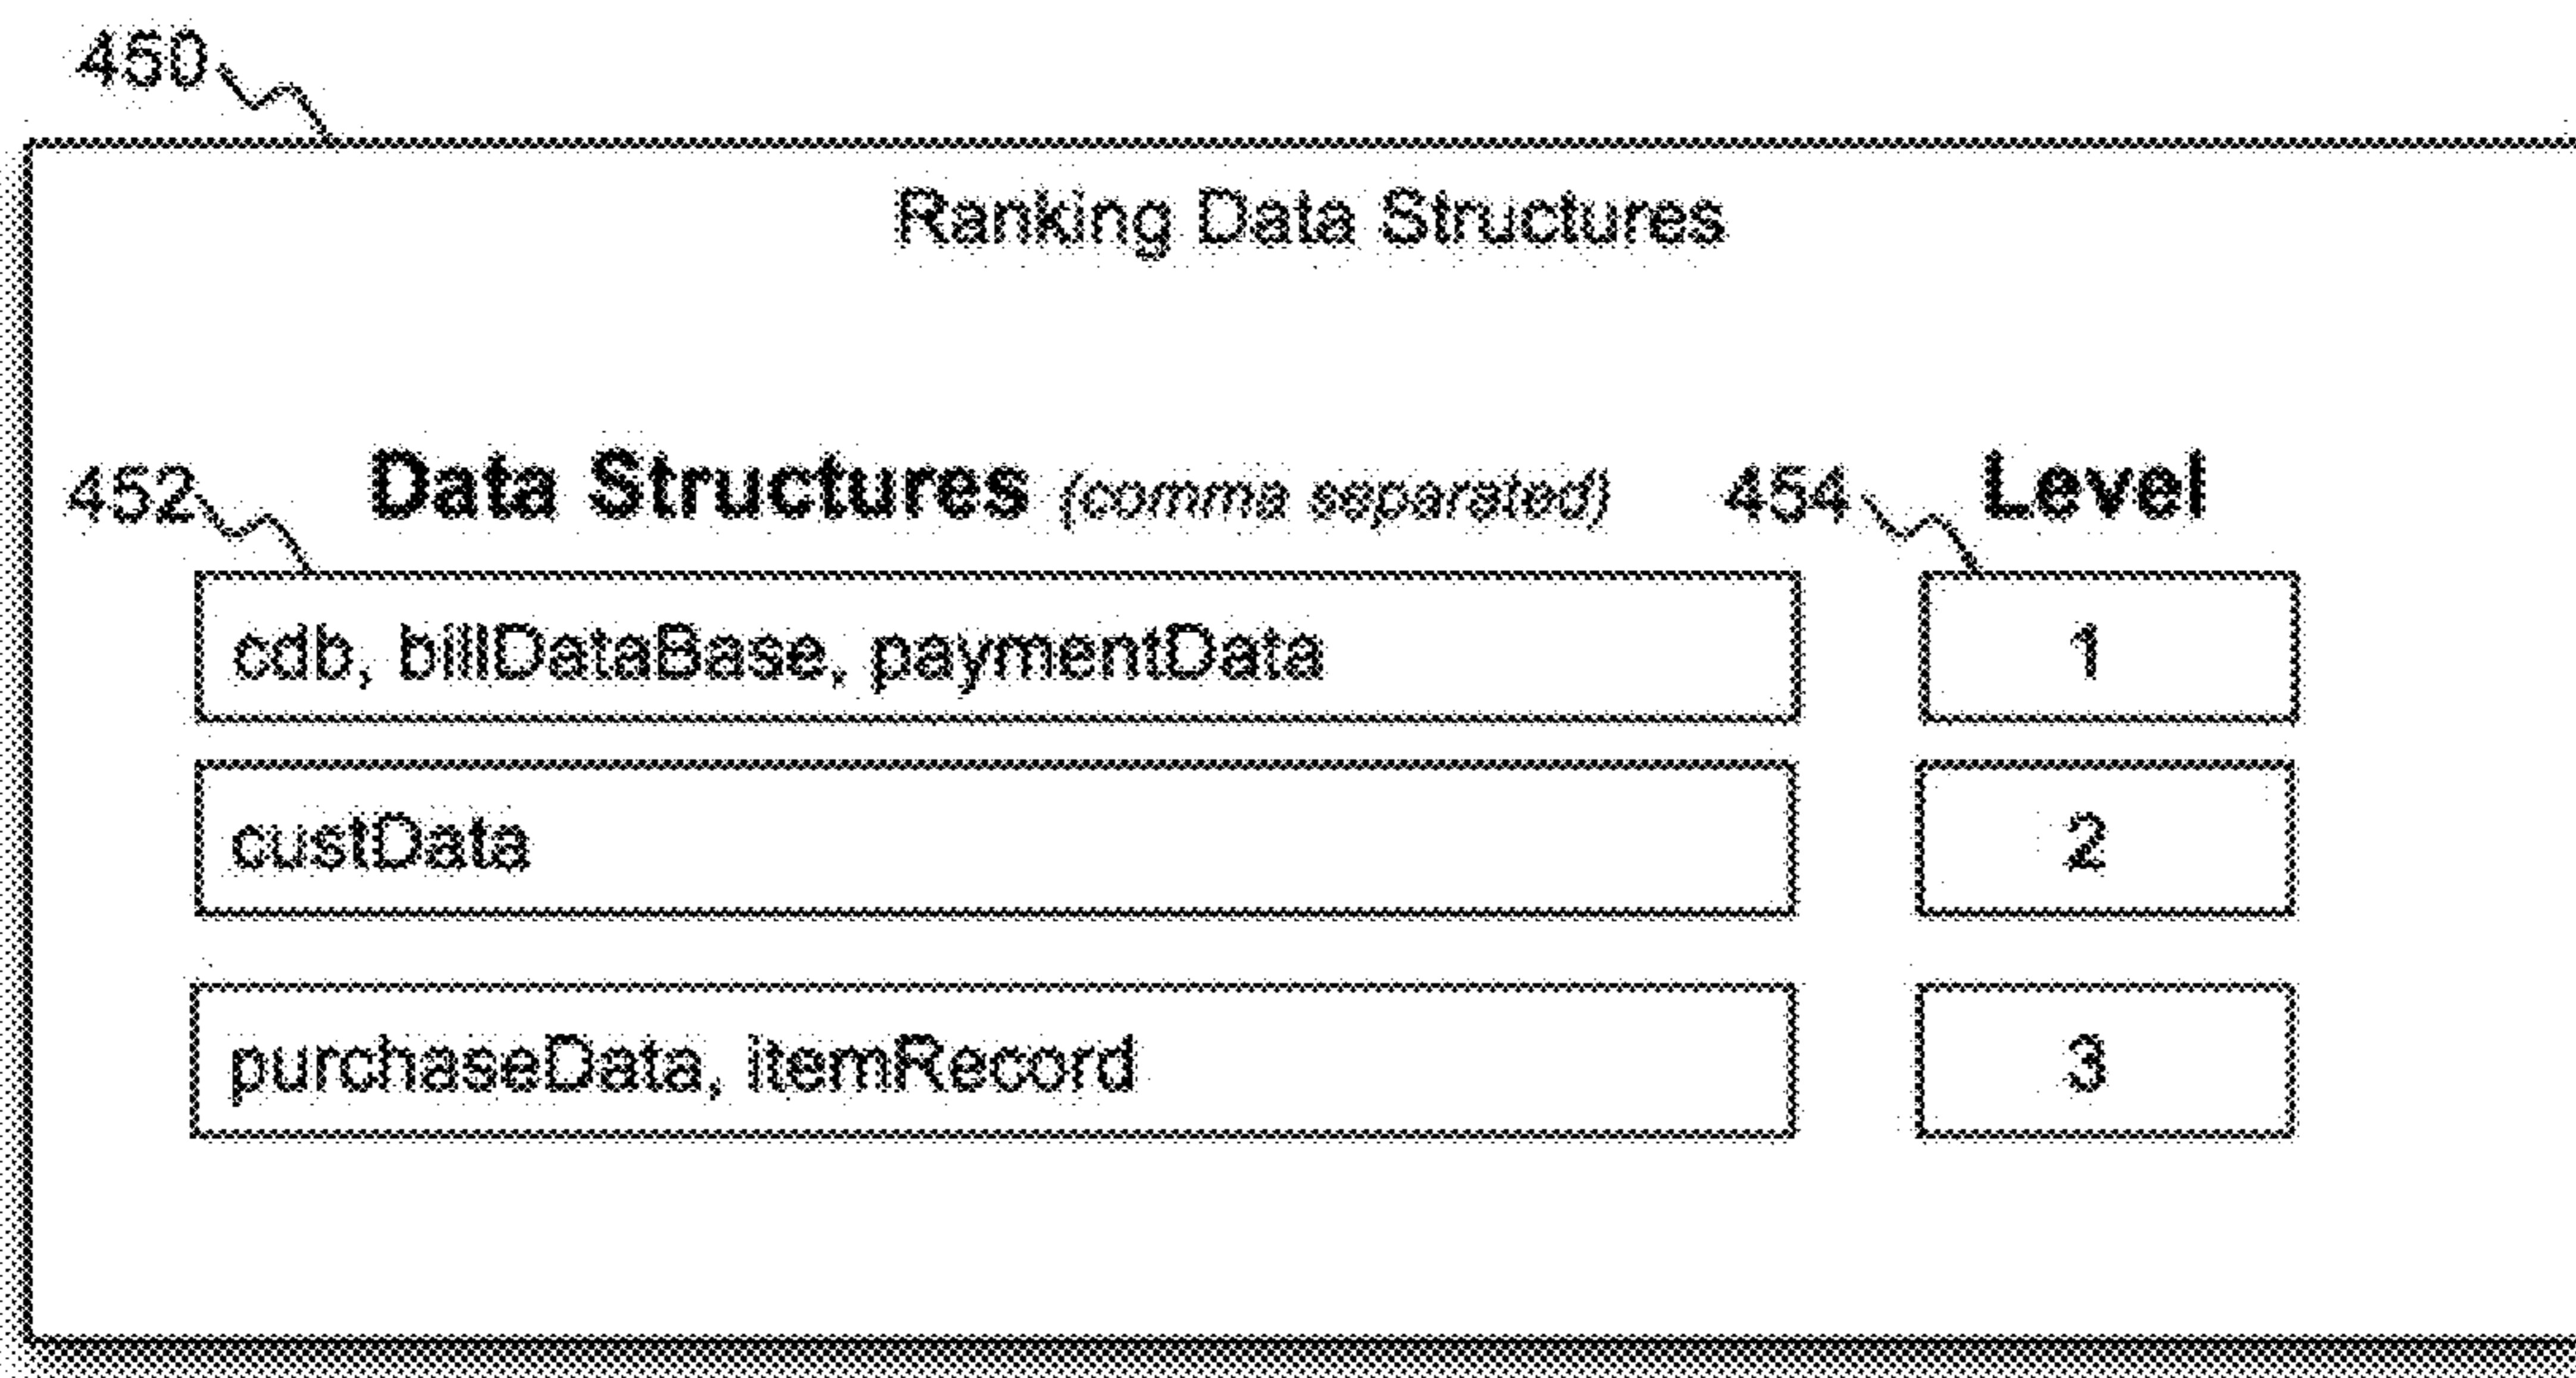 450
Ranking Data Structures
452 Data Structures (comma separated) 454 Level
cdb, billDataBase, paymentData 1
custData 2
purchaseData, itemRecord 3